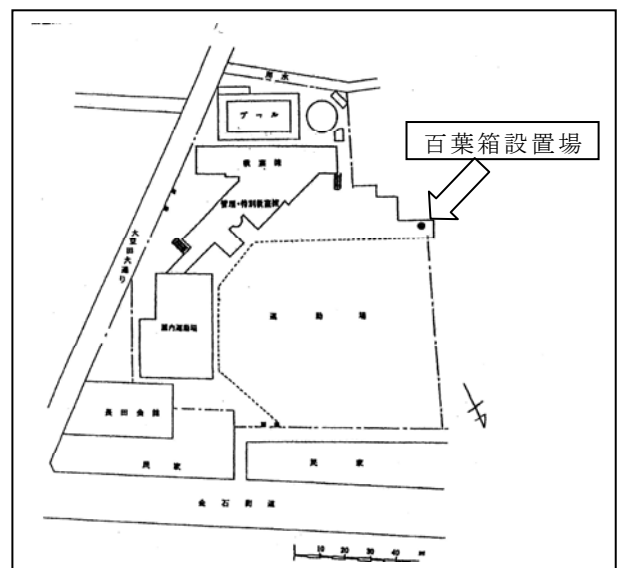 用水
プール
百葉箱設置場
教室棟
管理・特別教室棟
大豆田大通り
運動場
屋内運動場
長田会館
民家
民家
金石街道
10 20 30 40 m